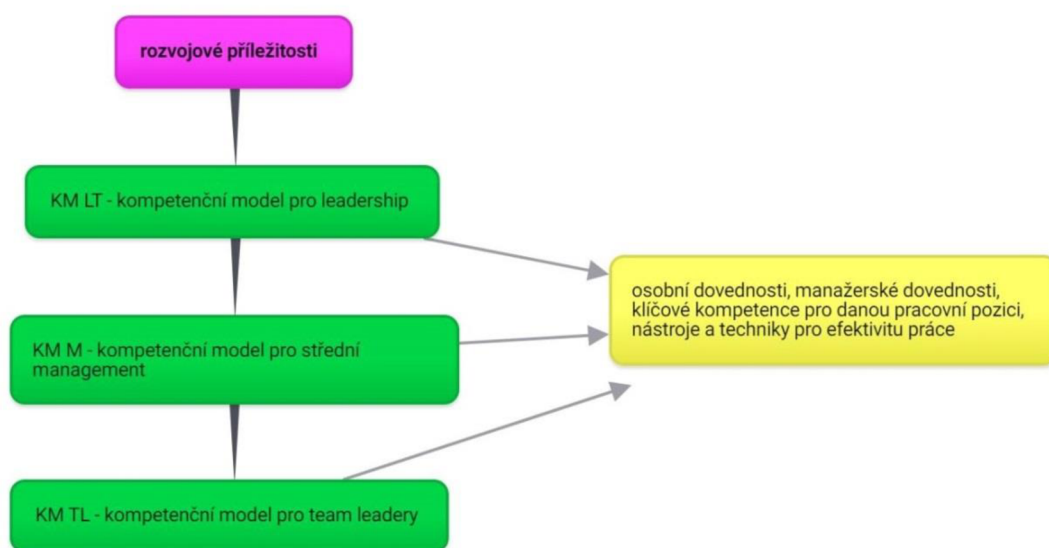 rozvojové příležitosti
KM LT - kompetenční model pro leadership
KM M - kompetenční model pro střední
management
KM TL - kompetenční model pro team leadery
osobní dovednosti, manažerské dovednosti,
klíčové kompetence pro danou pracovní pozici,
nástroje a techniky pro efektivitu práce